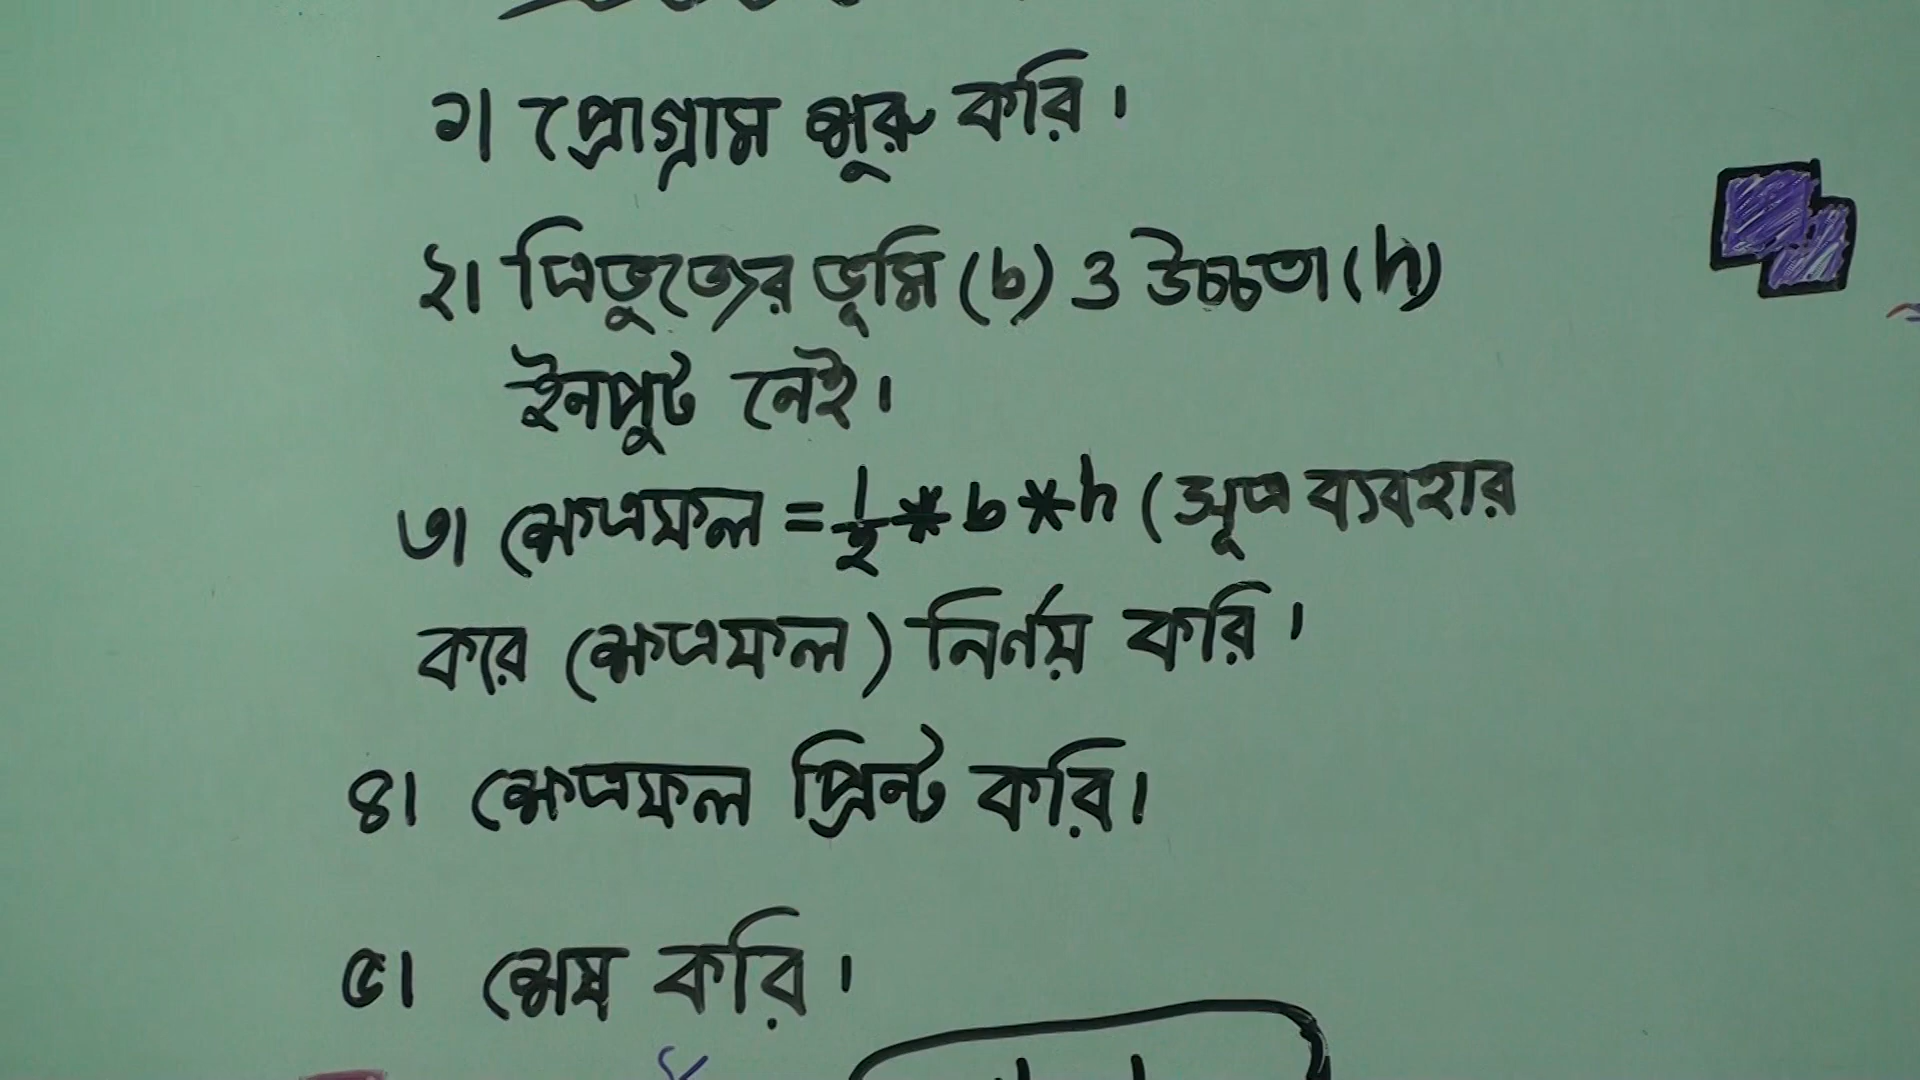 ১। প্রোগ্রাম শুরু করি।
২। ত্রিভুজের ভূমি (b) ও উচ্চতা (h)
ইনপুট নেই।
৩। ক্ষেত্রফল = 1/2 * b * h (সূত্র ব্যবহার
করে (ক্ষেত্রফল) নির্ণয় করি।
৪। ক্ষেত্রফল প্রিন্ট করি।
৫। শেষ করি।